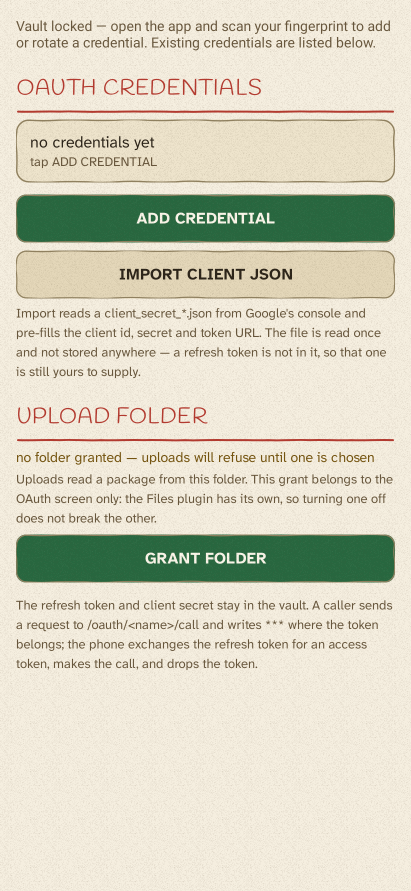 Vault locked — open the app and scan your fingerprint to add
or rotate a credential. Existing credentials are listed below.
OAUTH CREDENTIALS
no credentials yet
tap ADD CREDENTIAL
ADD CREDENTIAL
IMPORT CLIENT JSON
Import reads a client_secret_*.json from Google's console and
pre-fills the client id, secret and token URL. The file is read once
and not stored anywhere — a refresh token is not in it, so that one
is still yours to supply.
UPLOAD FOLDER
no folder granted — uploads will refuse until one is chosen
Uploads read a package from this folder. This grant belongs to the
OAuth screen only: the Files plugin has its own, so turning one off
does not break the other.
GRANT FOLDER
The refresh token and client secret stay in the vault. A caller sends
a request to /oauth/<name>/call and writes *** where the token
belongs; the phone exchanges the refresh token for an access
token, makes the call, and drops the token.